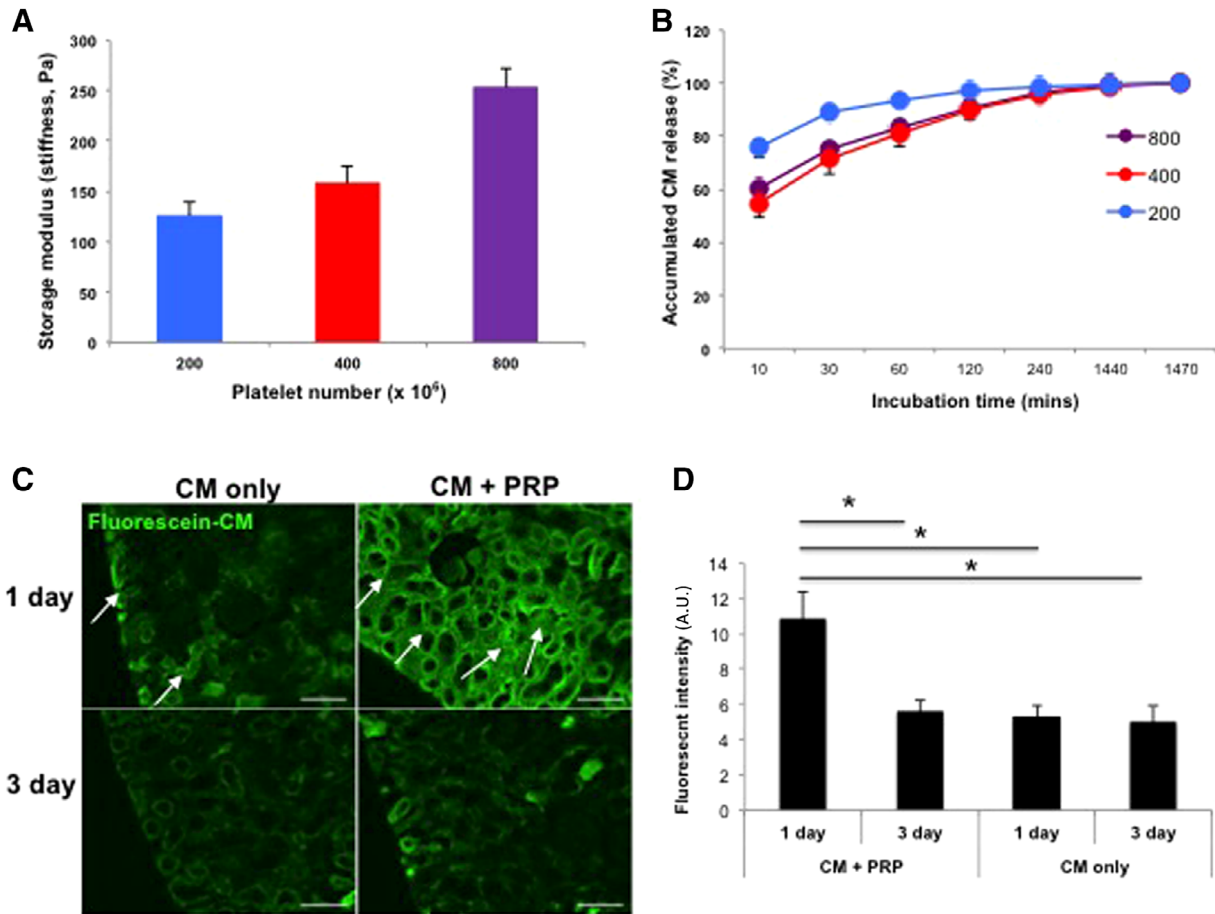 A
300
250
200
150
100
50
0
Storage modulus (stiffness, Pa)
200 400 800
Platelet number (x 10⁶)
B
120
100
80
60
40
20
0
Accumulated CM release (%)
800
400
200
10 30 60 120 240 1440 1470
Incubation time (mins)
C
CM only CM + PRP
Fluorescein-CM
1 day
3 day
D
*
*
*
14
12
10
8
6
4
2
0
Fluoresecnt intensity (A.U.)
1 day 3 day 1 day 3 day
CM + PRP CM only